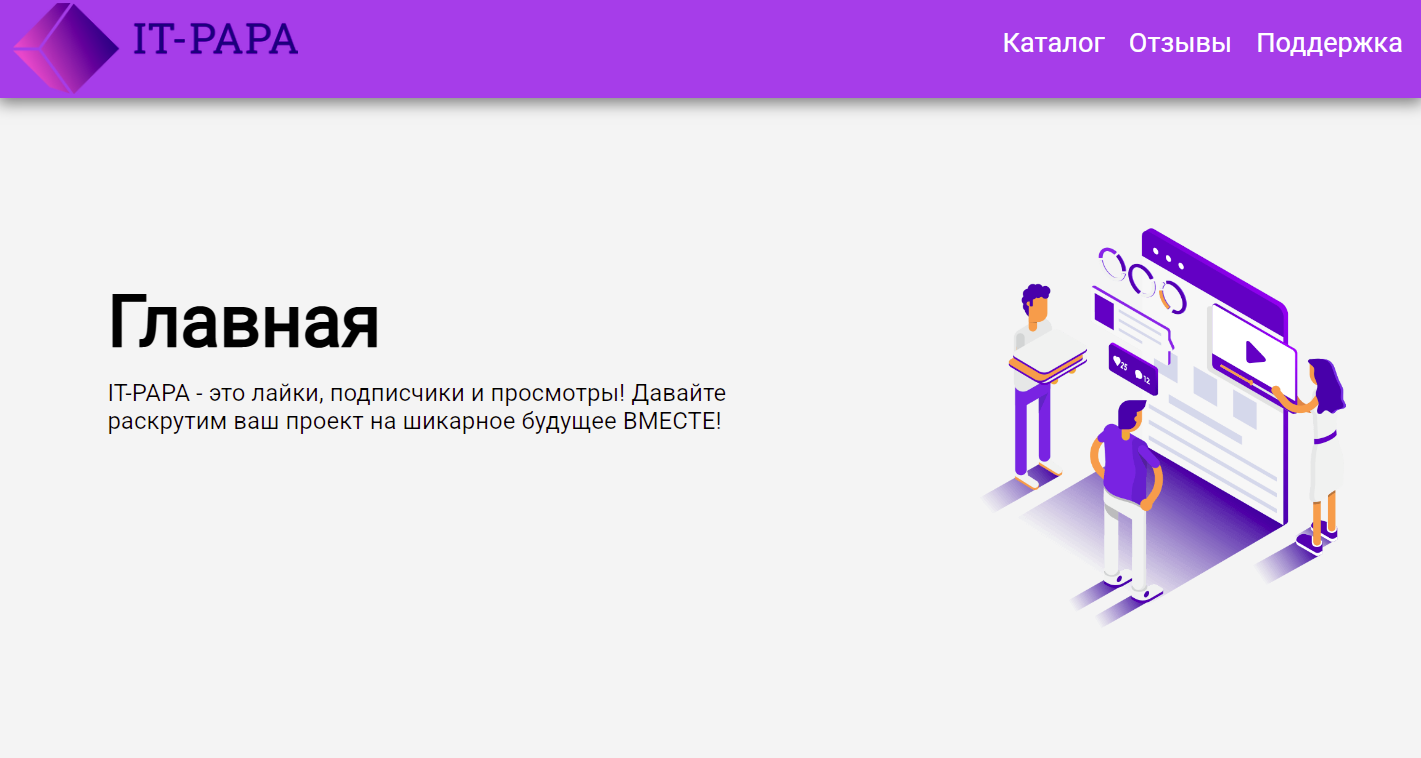 IT-PAPA
Каталог Отзывы Поддержка
Главная
IT-PAPA - это лайки, подписчики и просмотры! Давайте
раскрутим ваш проект на шикарное будущее ВМЕСТЕ!
25
12